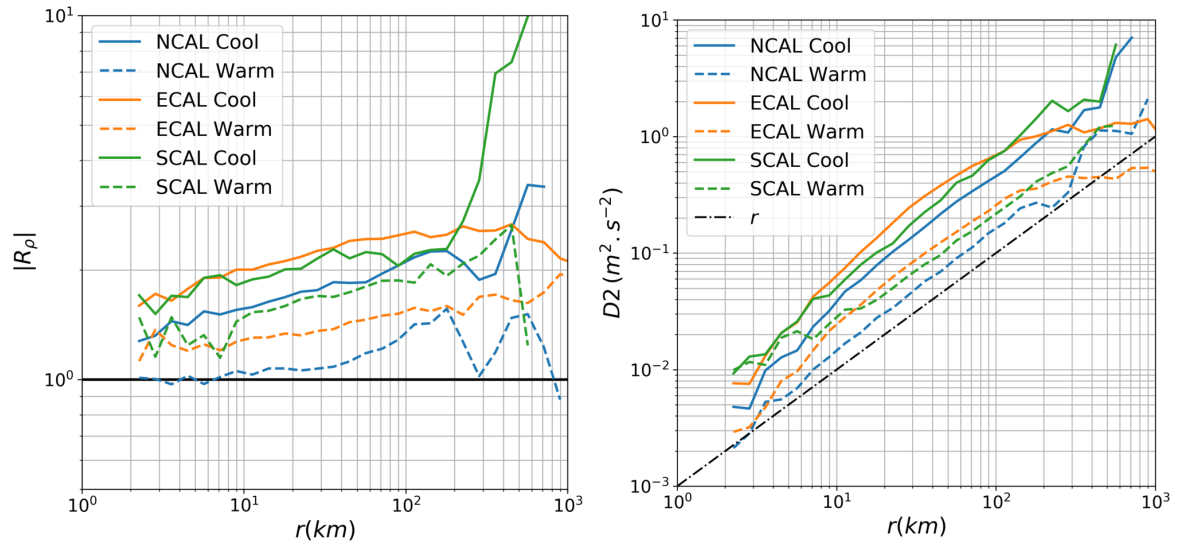 10¹
10⁰
|R_ρ|
NCAL Cool
NCAL Warm
ECAL Cool
ECAL Warm
SCAL Cool
SCAL Warm
10⁰ 10¹ 10² 10³
r(km)
10¹
10⁰
10⁻¹
10⁻²
10⁻³
D2 (m².s⁻²)
NCAL Cool
NCAL Warm
ECAL Cool
ECAL Warm
SCAL Cool
SCAL Warm
r
10⁰ 10¹ 10² 10³
r(km)